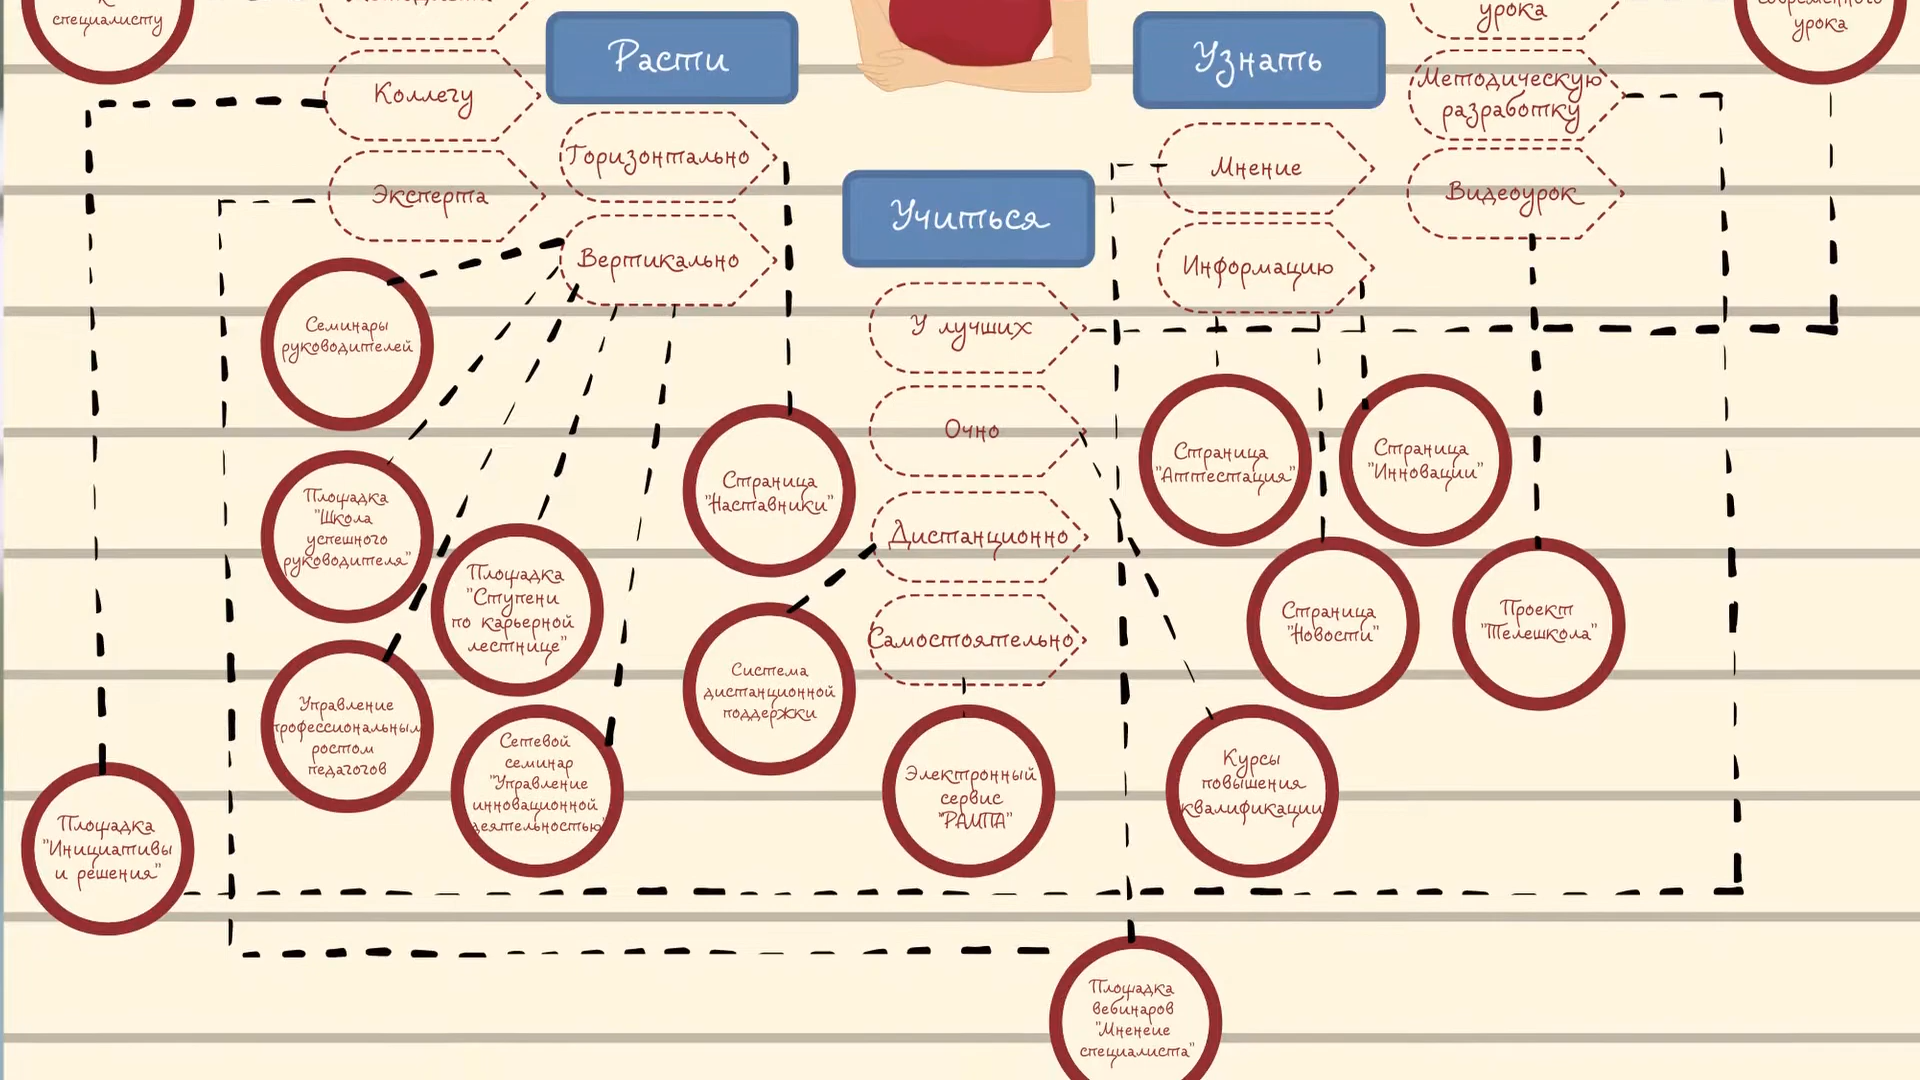 специалисту
урока
урока
Расти
Узнать
Коллегу
Методическую
разработку
Горизонтально
Эксперта
Мнение
Видеоурок
Учиться
Вертикально
Информацию
Семинары
руководителей
У лучших
Очно
Страница
"Наставники"
Страница
"Аттестация"
Страница
"Инновации"
Площадка
"Школа
успешного
руководителя"
Дистанционно
Площадка
"Ступени
по карьерной
лестнице"
Самостоятельно
Страница
"Новости"
Проект
"Телешкола"
Система
дистанционной
поддержки
Управление
профессиональным
ростом
педагогов
Сетевой
семинар
"Управление
инновационной
деятельностью"
Электронный
сервис
"РАМПА"
Курсы
повышения
квалификации
Площадка
"Инициативы
и решения"
Площадка
вебинаров
"Мненеие
специалиста"